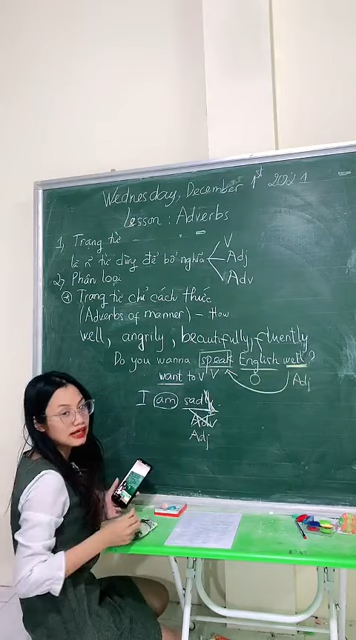 Wednesday, December 1st 2021
Lesson: Adverbs
1, Trạng từ
là từ dùng để bổ nghĩa V
Adj
Adv
2, Phân loại
Trạng từ chỉ cách thức
(Adverbs of manner) - How
well, angrily, beautifully, fluently
Do you wanna speak English well?
want to V V O Adj
I am sadly
Adv
Adj